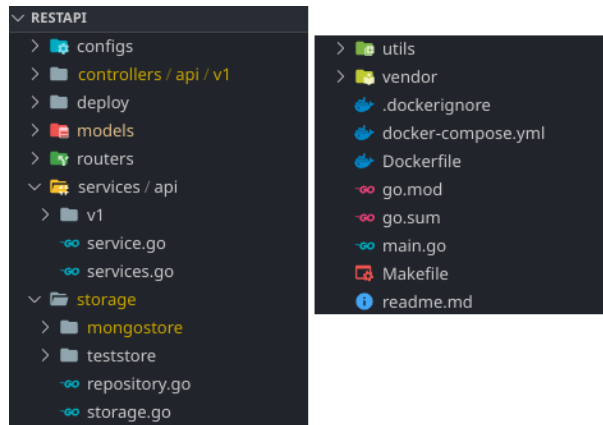 RESTAPI
configs
controllers / api / v1
deploy
models
routers
services / api
v1
service.go
services.go
storage
mongostore
teststore
repository.go
storage.go
utils
vendor
.dockerignore
docker-compose.yml
Dockerfile
go.mod
go.sum
main.go
Makefile
readme.md